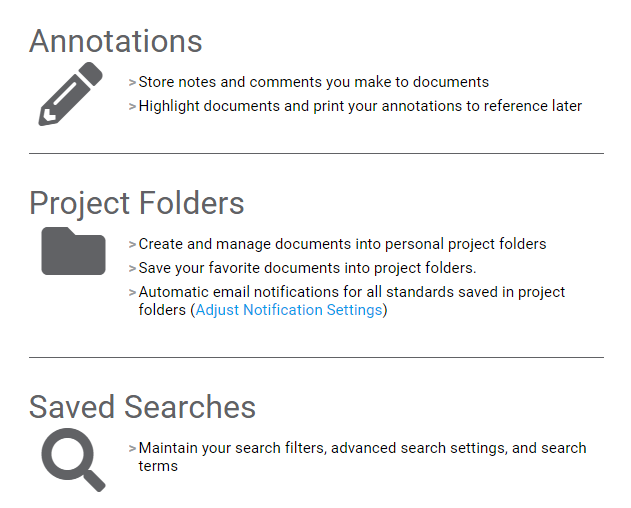 Annotations
> Store notes and comments you make to documents
> Highlight documents and print your annotations to reference later
Project Folders
> Create and manage documents into personal project folders
> Save your favorite documents into project folders.
> Automatic email notifications for all standards saved in project
folders (Adjust Notification Settings)
Saved Searches
> Maintain your search filters, advanced search settings, and search
terms